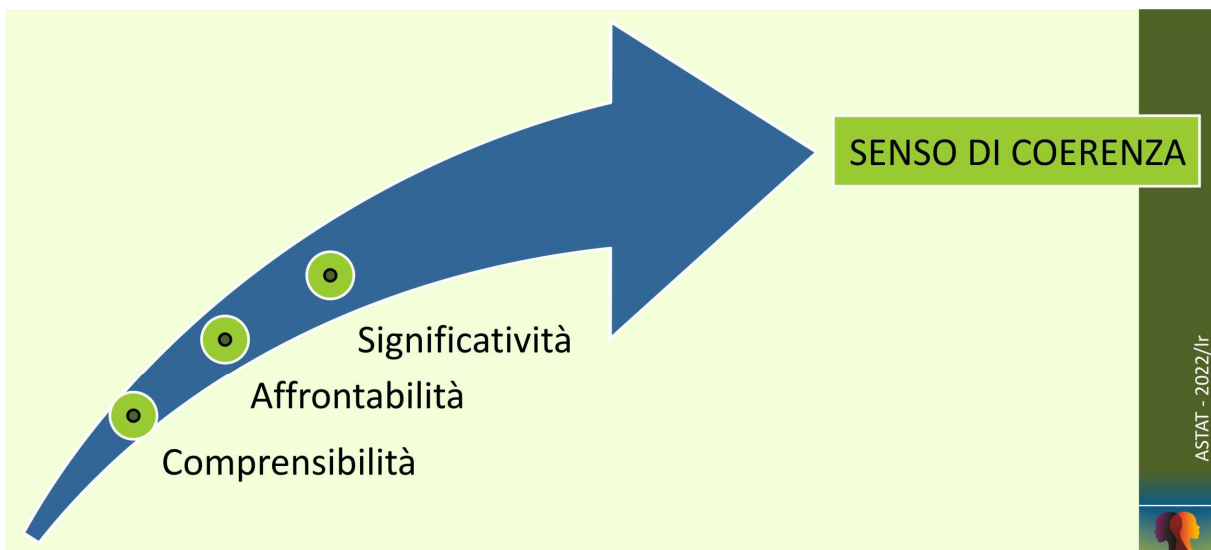 SENSO DI COERENZA
Significatività
Affrontabilità
Comprensibilità
ASTAT - 2022/lr